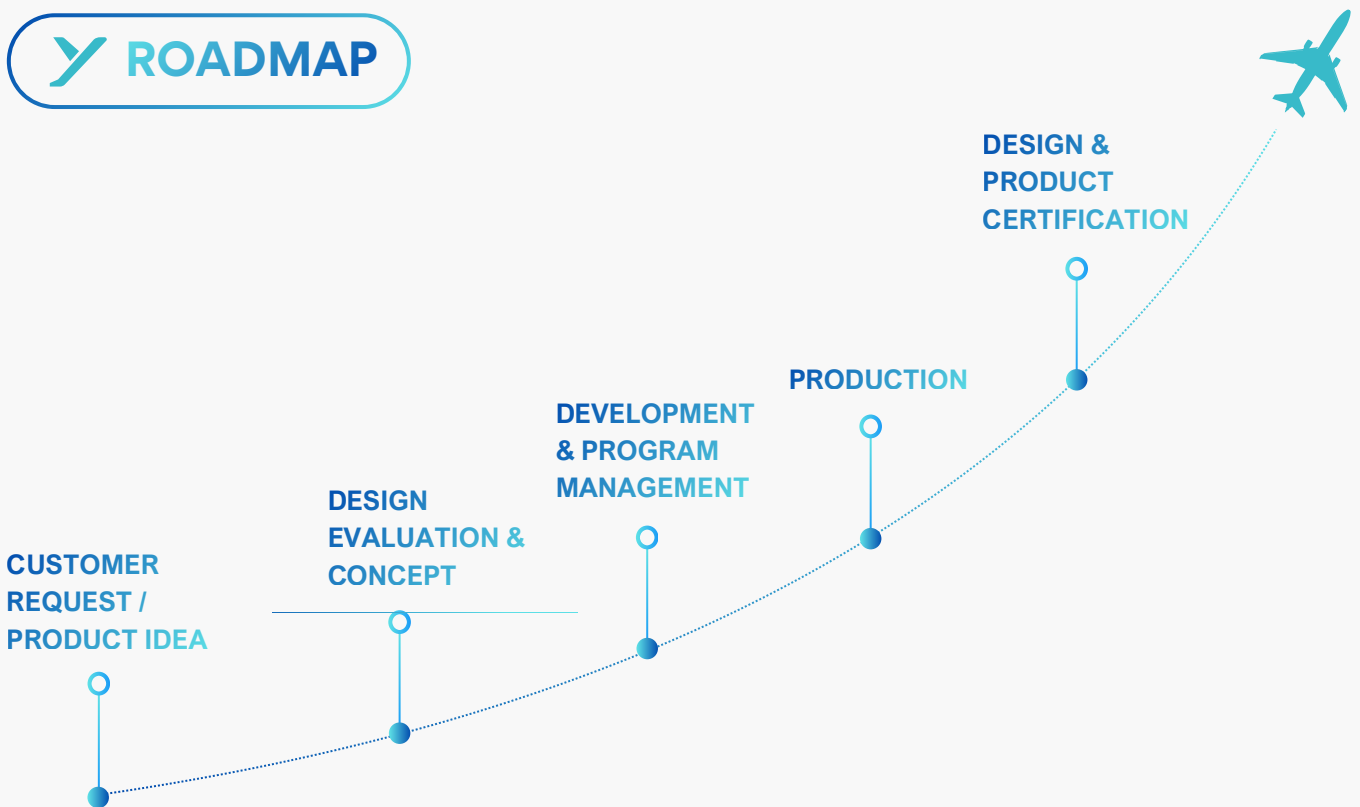 ROADMAP
CUSTOMER
REQUEST /
PRODUCT IDEA
DESIGN
EVALUATION &
CONCEPT
DEVELOPMENT
& PROGRAM
MANAGEMENT
PRODUCTION
DESIGN &
PRODUCT
CERTIFICATION